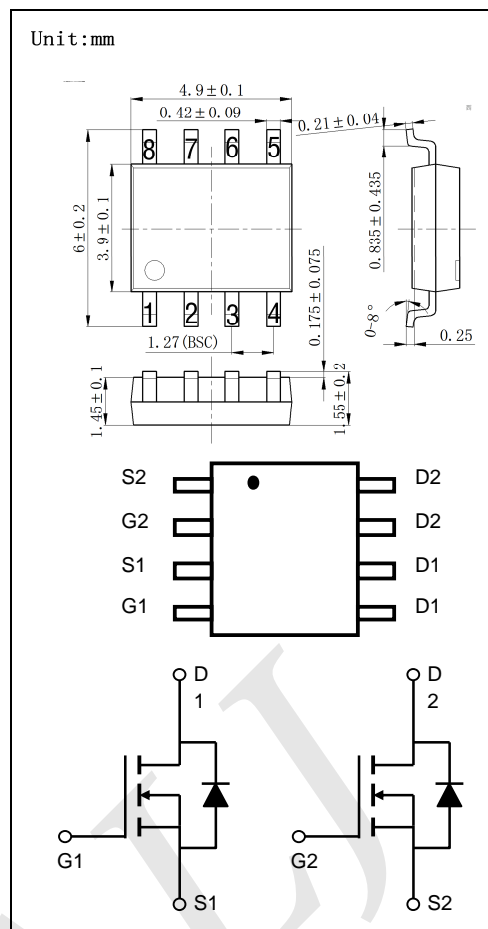 Unit:mm
4.9±0.1
0.42±0.09
0.21±0.04
8 7 6 5
6±0.2
3.9±0.1
0.835±0.435
1 2 3 4
0.175±0.075
0-8°
1.27(BSC)
0.25
1.45±0.1
1.55±0.2
S2 D2
G2 D2
S1 D1
G1 D1
D D
1 2
G1 G2
S1 S2